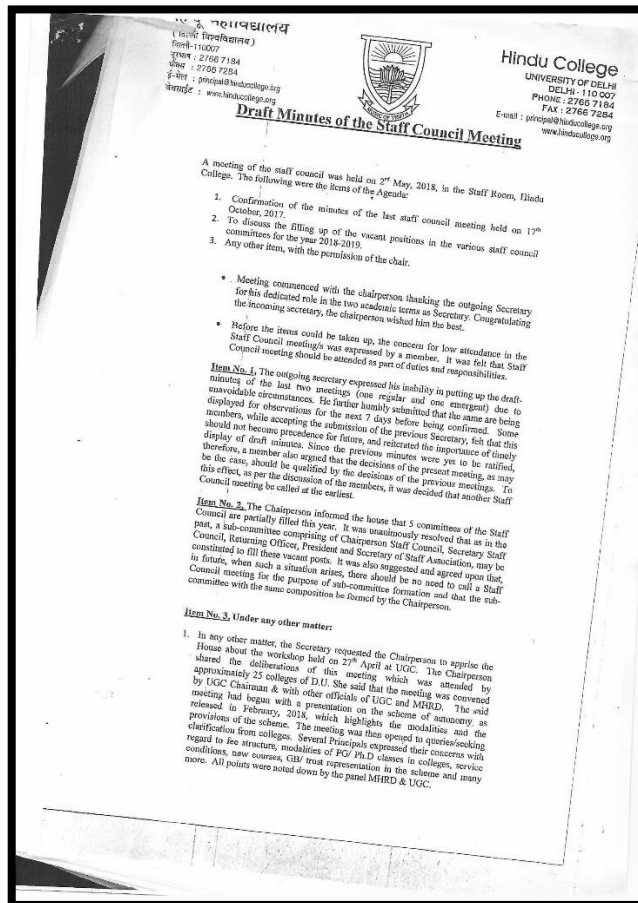 हिन्दू महाविद्यालय
( दिल्ली विश्वविद्यालय )
दिल्ली-110007
दूरभाष : 2766 7184
फैक्स : 2766 7284
ई-मेल : principal@hinducollege.org
वेबसाईट : www.hinducollege.org
Hindu College
UNIVERSITY OF DELHI
DELHI - 110 007
PHONE : 2766 7184
FAX : 2766 7284
E-mail : principal@hinducollege.org
www.hinducollege.org
Draft Minutes of the Staff Council Meeting
A meeting of the staff council was held on 2nd May, 2018, in the Staff Room, Hindu
College. The following were the items of the Agenda:
1. Confirmation of the minutes of the last staff council meeting held on 17th
October, 2017.
2. To discuss the filling up of the vacant positions in the various staff council
committees for the year 2018-2019.
3. Any other item, with the permission of the chair.
• Meeting commenced with the chairperson thanking the outgoing Secretary
for his dedicated role in the two academic terms as Secretary. Congratulating
the incoming secretary, the chairperson wished him the best.
• Before the items could be taken up, the concern for low attendance in the
Staff Council meeting/s was expressed by a member. It was felt that Staff
Council meeting should be attended as part of duties and responsibilities.
Item No. 1, The outgoing secretary expressed his inability in putting up the draft-
minutes of the last two meetings (one regular and one emergent) due to
unavoidable circumstances. He further humbly submitted that the same are being
displayed for observations for the next 7 days before being confirmed. Some
members, while accepting the submission of the previous Secretary, felt that this
should not become precedence for future, and reiterated the importance of timely
display of draft minutes. Since the previous minutes were yet to be ratified,
therefore, a member also argued that the decisions of the present meeting, as may
be the case, should be qualified by the decisions of the previous meetings. To
this effect, as per the discussion of the members, it was decided that another Staff
Council meeting be called at the earliest.
Item No. 2, The Chairperson informed the house that 5 committees of the Staff
Council are partially filled this year. It was unanimously resolved that as in the
past, a sub-committee comprising of Chairperson Staff Council, Secretary Staff
Council, Returning Officer, President and Secretary of Staff Association, may be
constituted to fill these vacant posts. It was also suggested and agreed upon that,
in future, when such a situation arises, there should be no need to call a Staff
Council meeting for the purpose of sub-committee formation and that the sub-
committee with the same composition be formed by the Chairperson.
Item No. 3, Under any other matter:
1. In any other matter, the Secretary requested the Chairperson to apprise the
House about the workshop held on 27th April at UGC. The Chairperson
shared the deliberations of this meeting which was attended by
approximately 25 colleges of D.U. She said that the meeting was convened
by UGC Chairman & with other officials of UGC and MHRD. The said
meeting had begun with a presentation on the scheme of autonomy, as
released in February, 2018, which highlights the modalities and the
provisions of the scheme. The meeting was then opened to queries/seeking
clarification from colleges. Several Principals expressed their concerns with
regard to fee structure, modalities of PG/ Ph.D classes in colleges, service
conditions, new courses, GB/ trust representation in the scheme and many
more. All points were noted down by the panel MHRD & UGC.